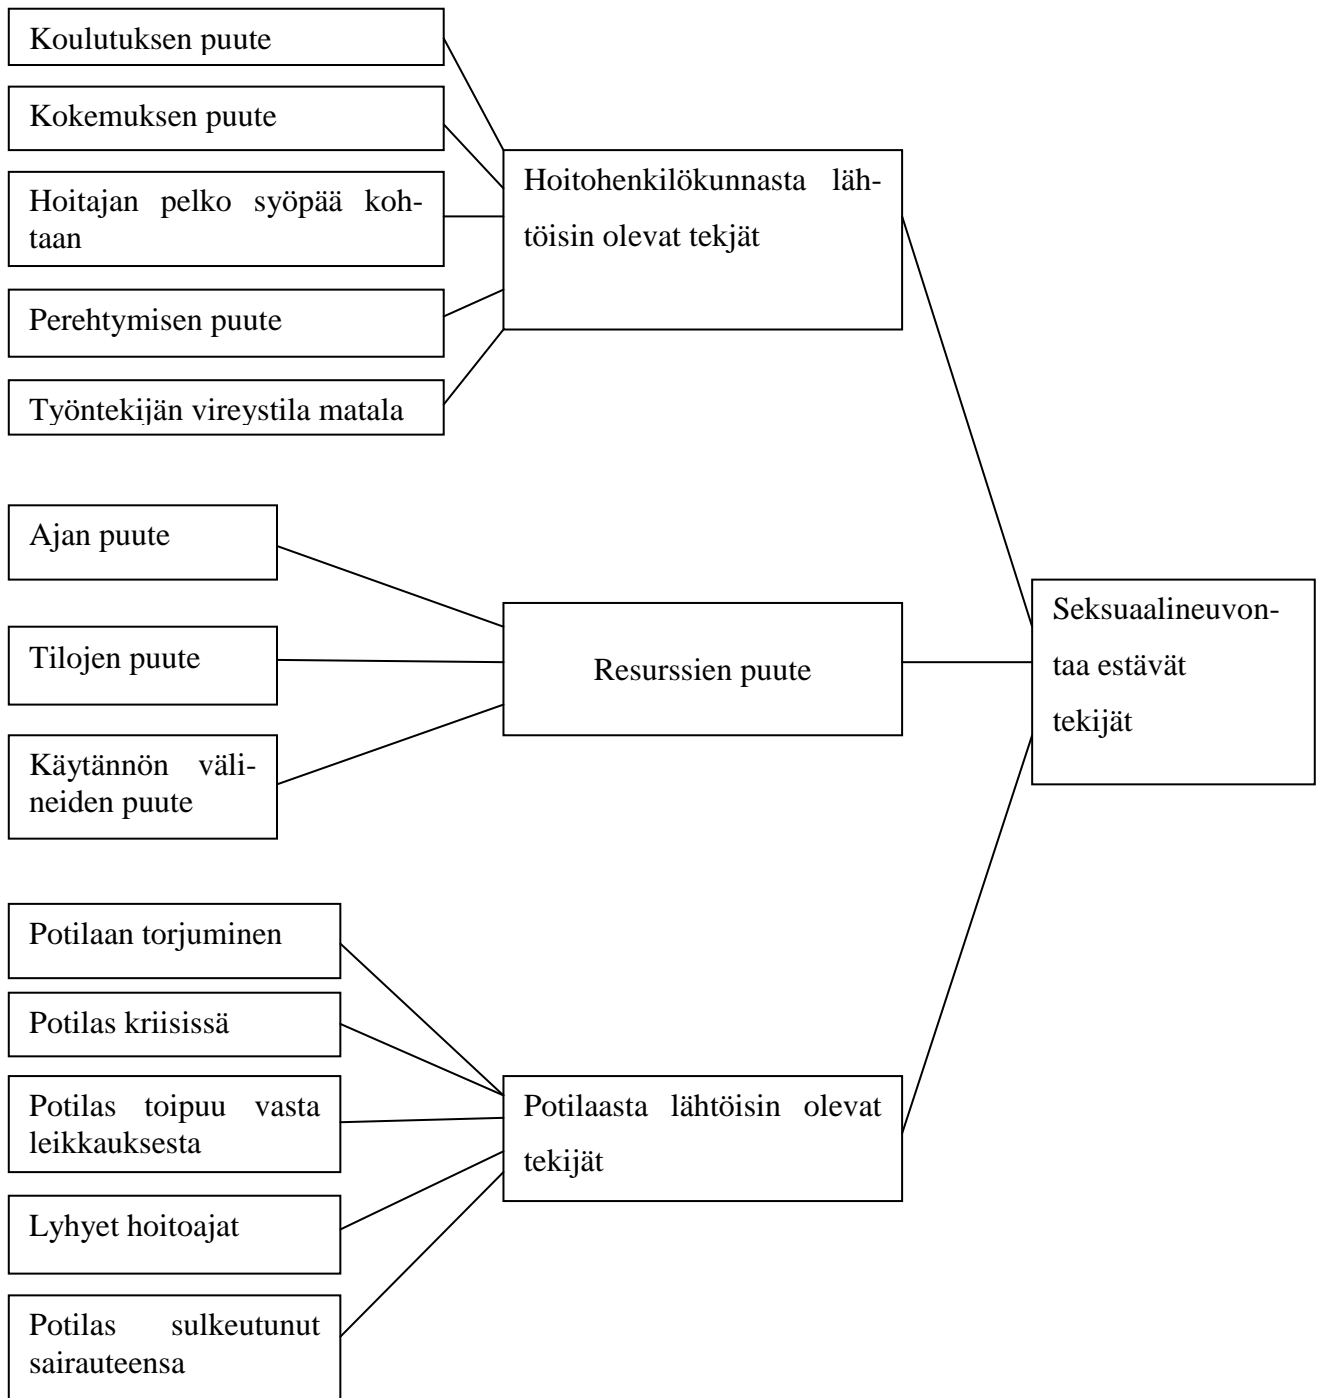 Koulutuksen puute
Kokemuksen puute
Hoitajan pelko syöpää koh-
taan
Perehtymisen puute
Työntekijän vireystila matala
Hoitohenkilökunnasta läh-
töisin olevat tekjät
Ajan puute
Tilojen puute
Käytännön väli-
neiden puute
Resurssien puute
Seksuaalineuvon-
taa estävät
tekijät
Potilaan torjuminen
Potilas kriisissä
Potilas toipuu vasta
leikkauksesta
Lyhyet hoitoajat
Potilas sulkeutunut
sairauteensa
Potilaasta lähtöisin olevat
tekijät